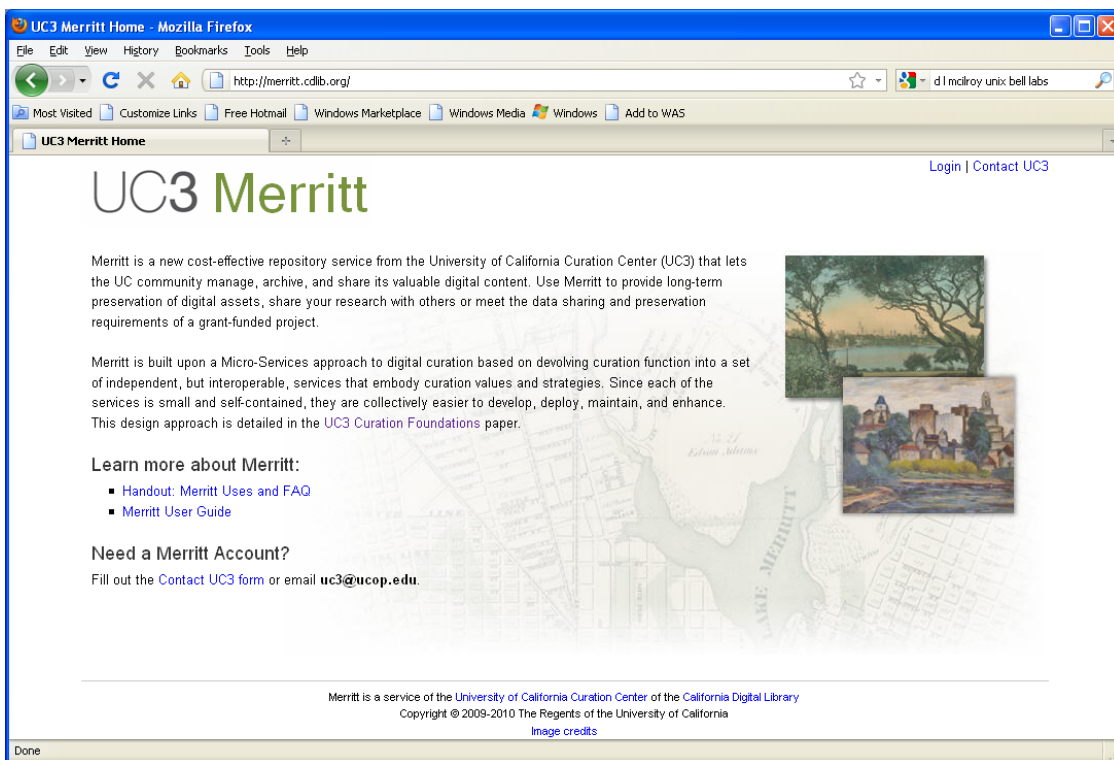 UC3 Merritt Home - Mozilla Firefox
File Edit View History Bookmarks Tools Help
http://merritt.cdlib.org/
d l mcilroy unix bell labs
Most Visited Customize Links Free Hotmail Windows Marketplace Windows Media Windows Add to WAS
UC3 Merritt Home
Login | Contact UC3
UC3 Merritt
Merritt is a new cost-effective repository service from the University of California Curation Center (UC3) that lets
the UC community manage, archive, and share its valuable digital content. Use Merritt to provide long-term
preservation of digital assets, share your research with others or meet the data sharing and preservation
requirements of a grant-funded project.
Merritt is built upon a Micro-Services approach to digital curation based on devolving curation function into a set
of independent, but interoperable, services that embody curation values and strategies. Since each of the
services is small and self-contained, they are collectively easier to develop, deploy, maintain, and enhance.
This design approach is detailed in the UC3 Curation Foundations paper.
No. 21
Edson Adams
Learn more about Merritt:
Handout: Merritt Uses and FAQ
Merritt User Guide
LAKE MERRITT
Need a Merritt Account?
Fill out the Contact UC3 form or email uc3@ucop.edu.
Merritt is a service of the University of California Curation Center of the California Digital Library
Copyright © 2009-2010 The Regents of the University of California
Image credits
Done